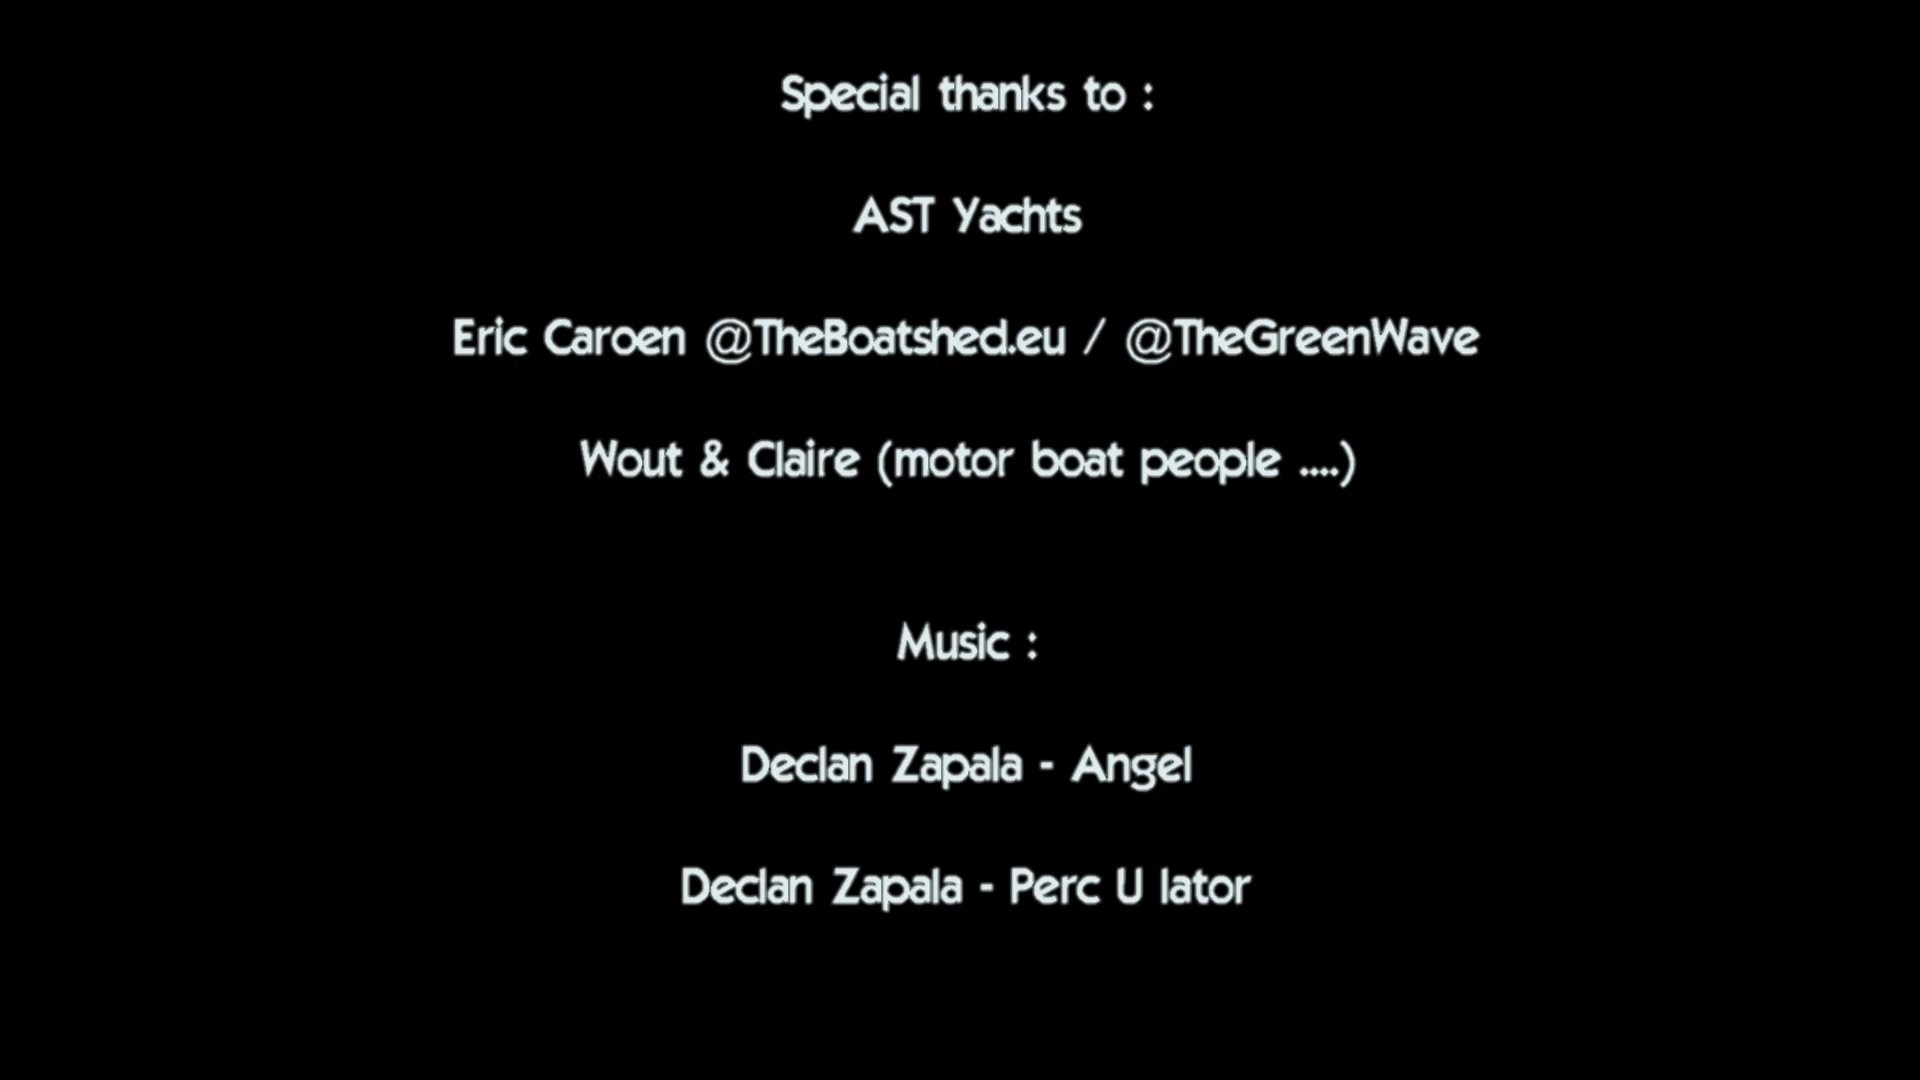 Special thanks to :
AST Yachts
Eric Caroen @TheBoatshed.eu / @TheGreenWave
Wout & Claire (motor boat people ....)
Music :
Declan Zapala - Angel
Declan Zapala - Perc U lator